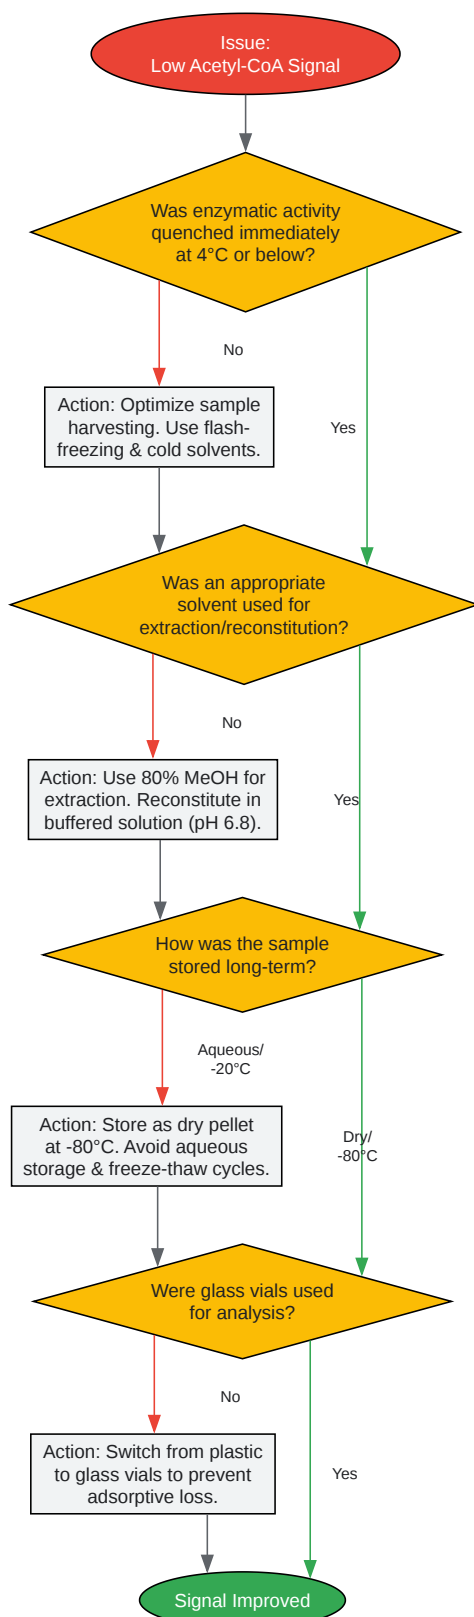 Issue:
Low Acetyl-CoA Signal
Was enzymatic activity
quenched immediately
at 4°C or below?
No
Action: Optimize sample
harvesting. Use flash-
freezing & cold solvents.
Yes
Was an appropriate
solvent used for
extraction/reconstitution?
No
Action: Use 80% MeOH for
extraction. Reconstitute in
buffered solution (pH 6.8).
Yes
How was the sample
stored long-term?
Aqueous/
-20°C
Action: Store as dry pellet
at -80°C. Avoid aqueous
storage & freeze-thaw cycles.
Dry/
-80°C
Were glass vials used
for analysis?
No
Action: Switch from plastic
to glass vials to prevent
adsorptive loss.
Yes
Signal Improved